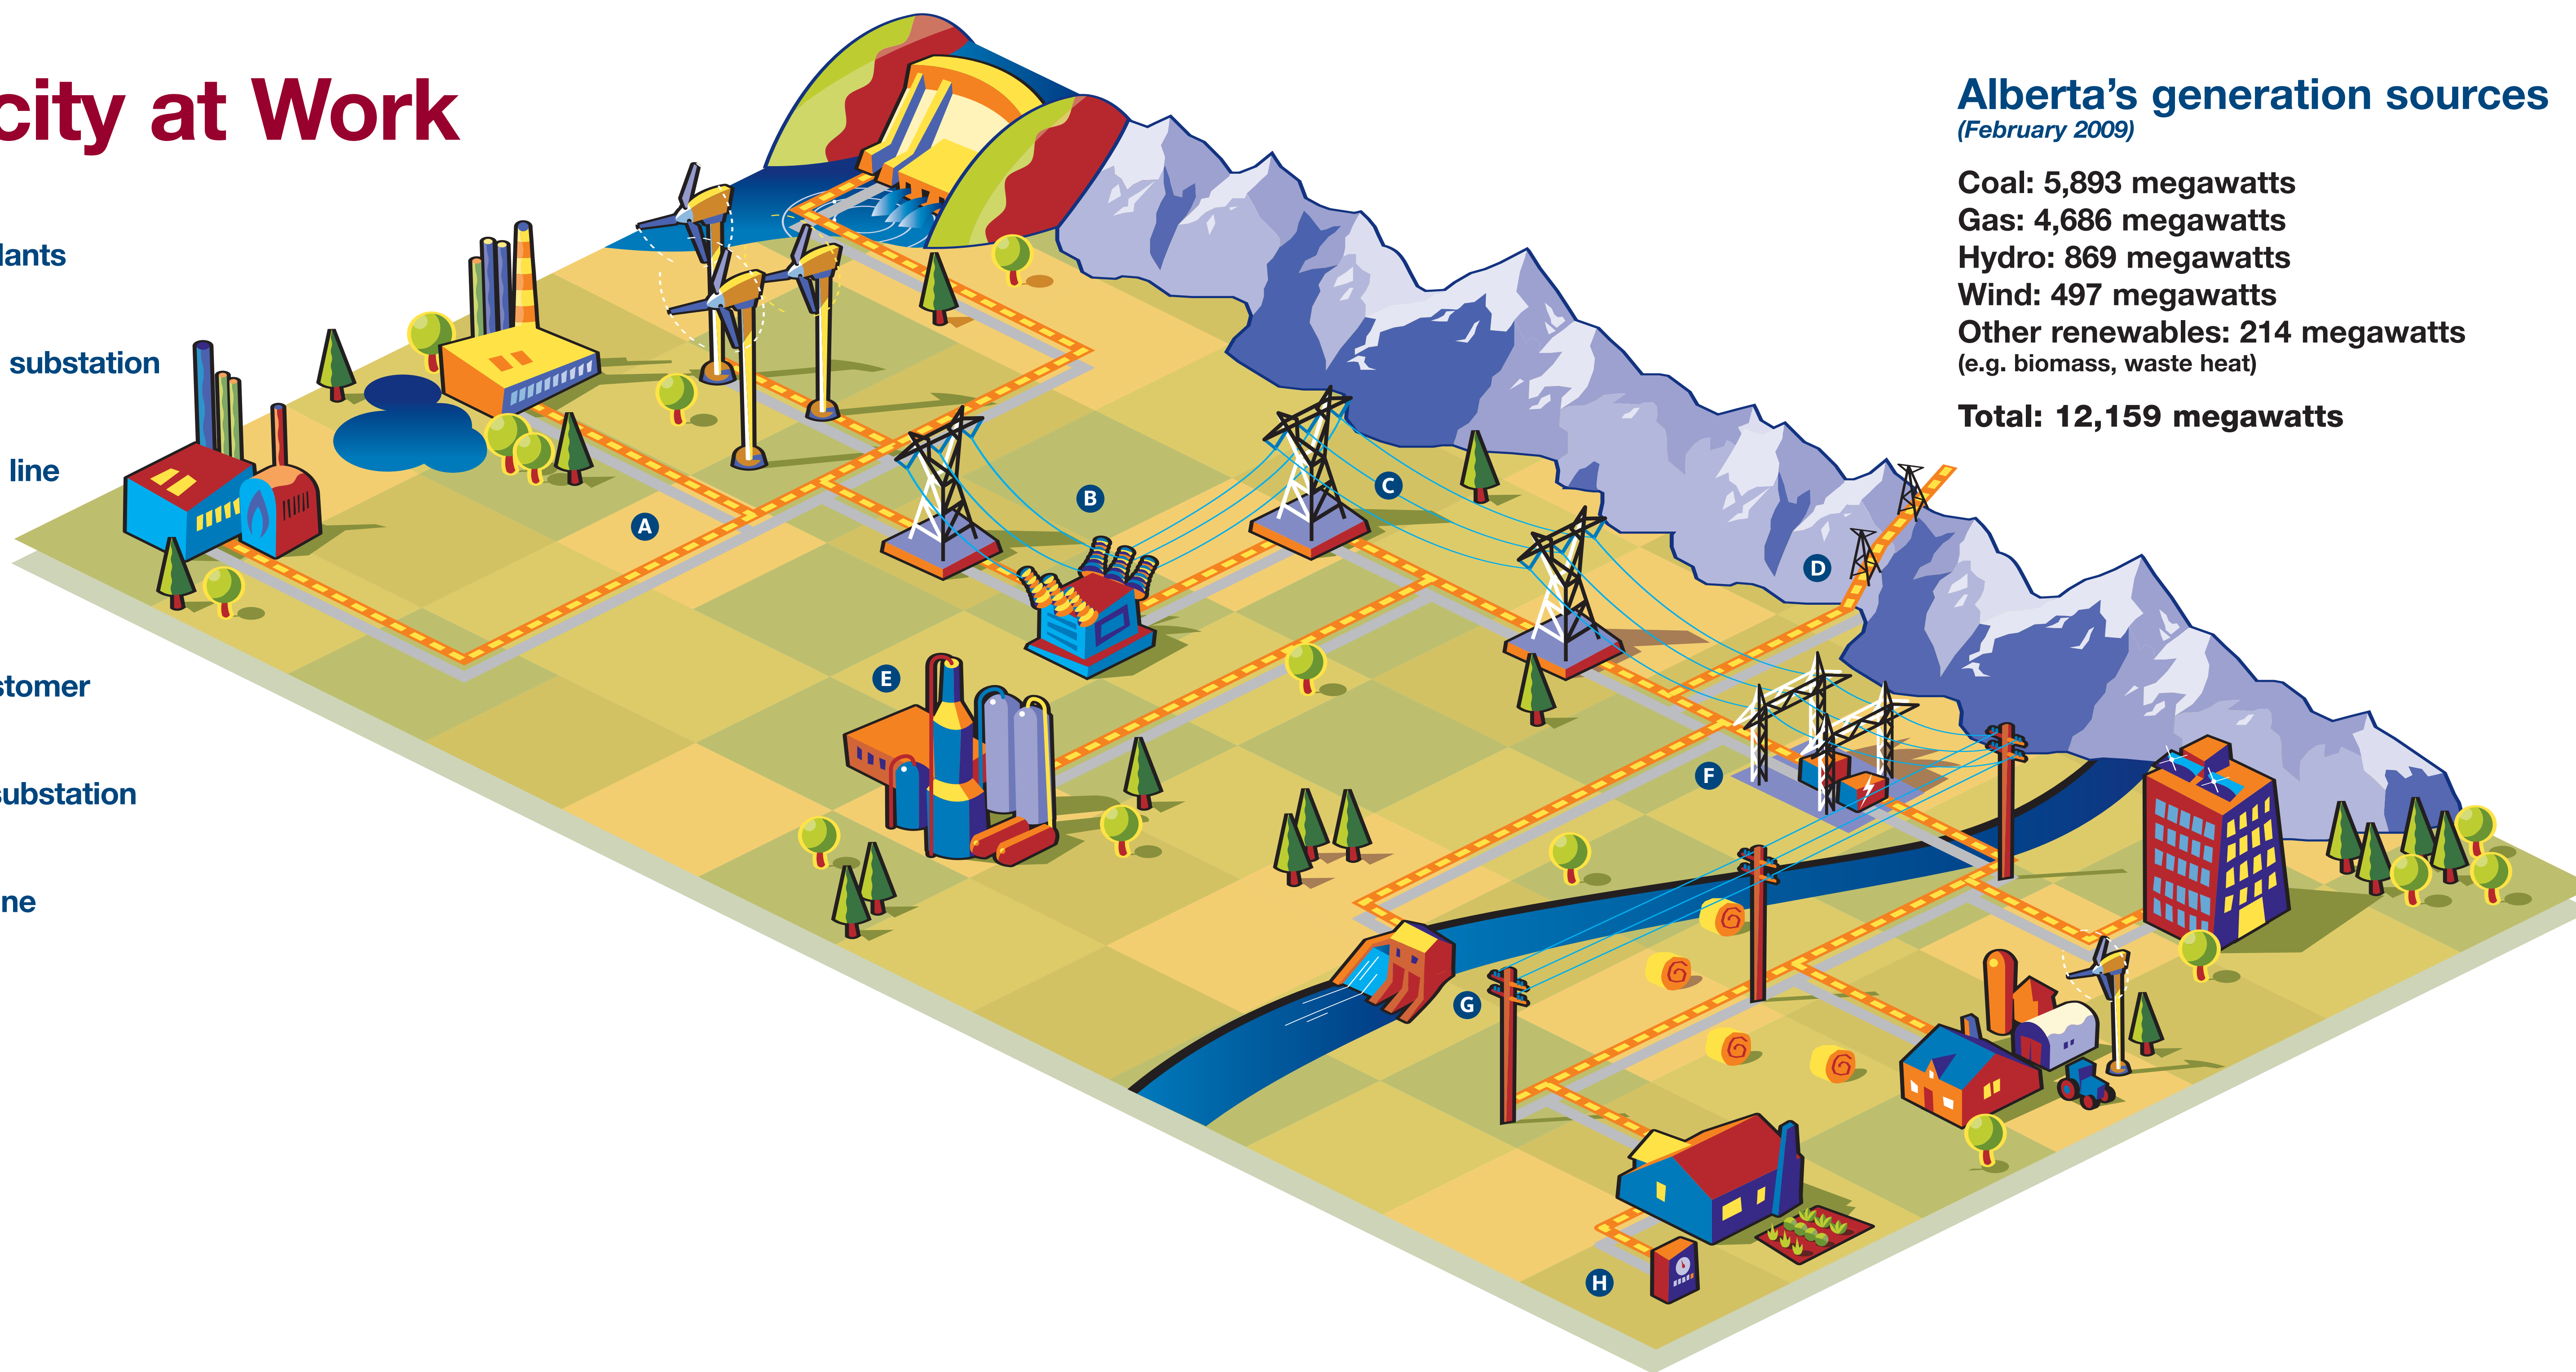 city at Work
lants
substation
line
stomer
substation
ne
Alberta's generation sources
(February 2009)
Coal: 5,893 megawatts
Gas: 4,686 megawatts
Hydro: 869 megawatts
Wind: 497 megawatts
Other renewables: 214 megawatts
(e.g. biomass, waste heat)
Total: 12,159 megawatts
A
B
C
D
E
F
G
H